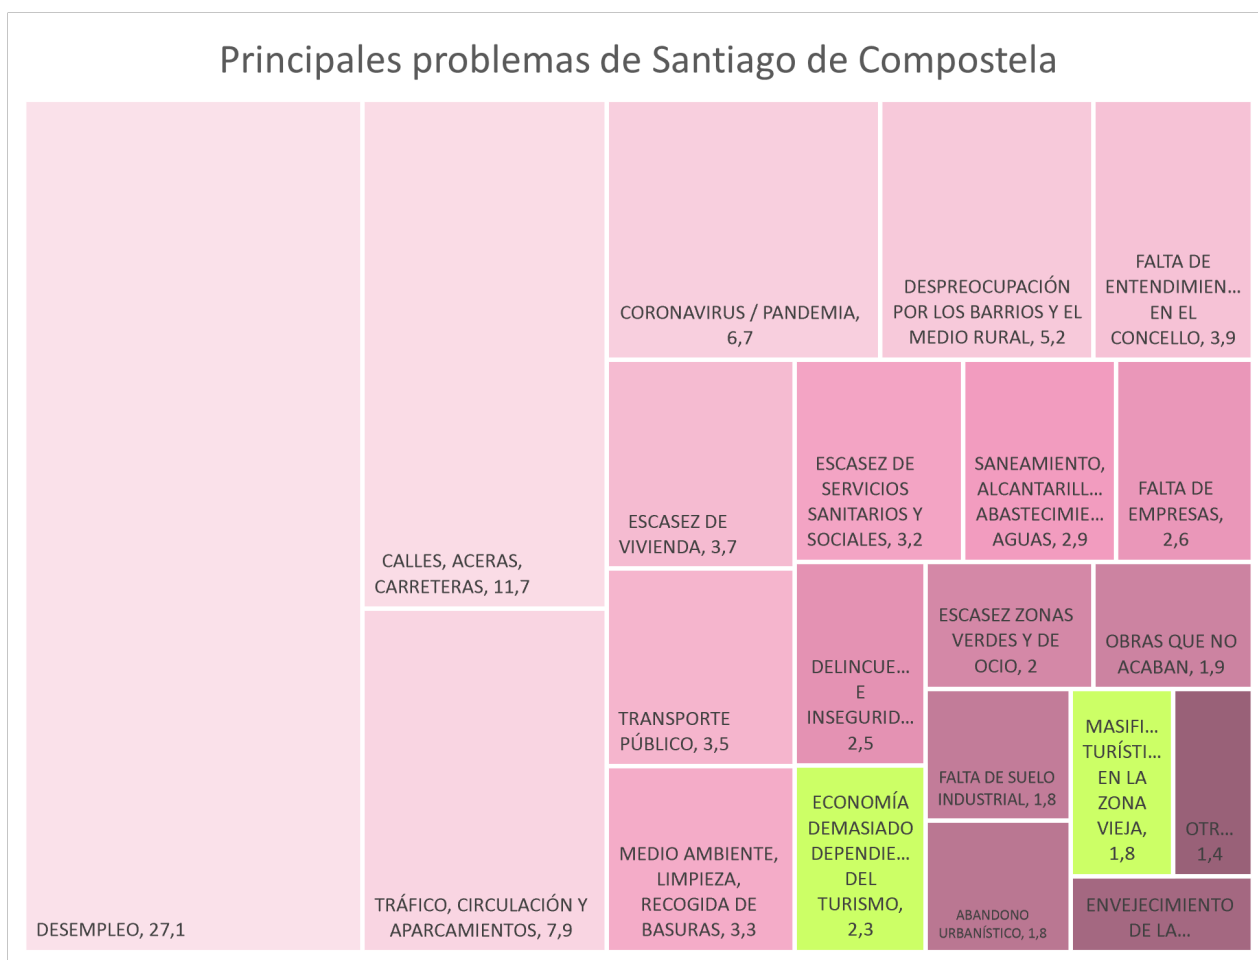 Principales problemas de Santiago de Compostela
DESEMPLEO, 27,1
CALLES, ACERAS,
CARRETERAS, 11,7
TRÁFICO, CIRCULACIÓN Y
APARCAMIENTOS, 7,9
CORONAVIRUS / PANDEMIA,
6,7
DESPREOCUPACIÓN
POR LOS BARRIOS Y EL
MEDIO RURAL, 5,2
FALTA DE
ENTENDIMIEN...
EN EL
CONCELLO, 3,9
ESCASEZ DE
VIVIENDA, 3,7
TRANSPORTE
PÚBLICO, 3,5
MEDIO AMBIENTE,
LIMPIEZA,
RECOGIDA DE
BASURAS, 3,3
ESCASEZ DE
SERVICIOS
SANITARIOS Y
SOCIALES, 3,2
SANEAMIENTO,
ALCANTARILL...
ABASTECIMIE...
AGUAS, 2,9
FALTA DE
EMPRESAS,
2,6
DELINCUE...
E
INSEGURID...
2,5
ECONOMÍA
DEMASIADO
DEPENDIE...
DEL
TURISMO,
2,3
ESCASEZ ZONAS
VERDES Y DE
OCIO, 2
OBRAS QUE NO
ACABAN, 1,9
FALTA DE SUELO
INDUSTRIAL, 1,8
ABANDONO
URBANÍSTICO, 1,8
MASIFI...
TURÍSTI...
EN LA
ZONA
VIEJA,
1,8
OTR...
1,4
ENVEJECIMIENTO
DE LA...